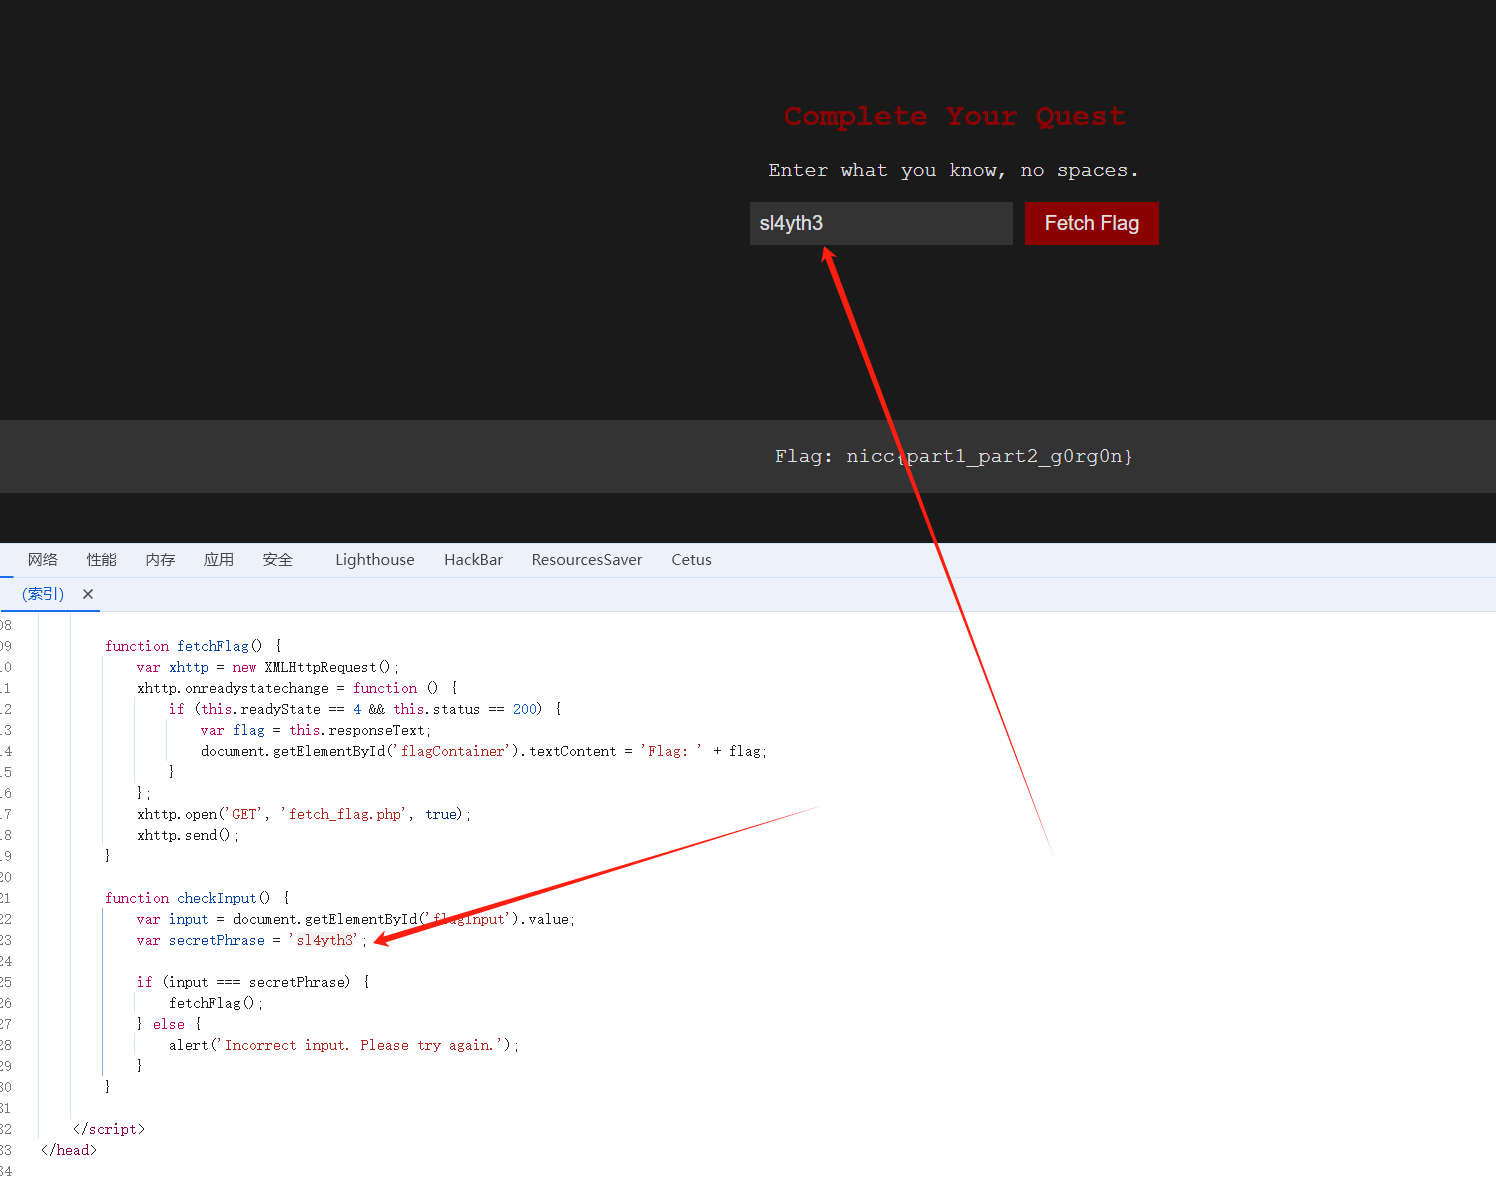 Complete Your Quest
Enter what you know, no spaces.
sl4yth3 Fetch Flag
Flag: nicc{part1_part2_g0rg0n}
网络 性能 内存 应用 安全 Lighthouse HackBar ResourcesSaver Cetus
(索引) ×
08
09 function fetchFlag() {
10 var xhttp = new XMLHttpRequest();
11 xhttp.onreadystatechange = function () {
12 if (this.readyState == 4 && this.status == 200) {
13 var flag = this.responseText;
14 document.getElementById('flagContainer').textContent = 'Flag: ' + flag;
15 }
16 };
17 xhttp.open('GET', 'fetch_flag.php', true);
18 xhttp.send();
19 }
20
21 function checkInput() {
22 var input = document.getElementById('flagInput').value;
23 var secretPhrase = 'sl4yth3';
24
25 if (input === secretPhrase) {
26 fetchFlag();
27 } else {
28 alert('Incorrect input. Please try again.');
29 }
30 }
31
32 </script>
33 </head>
34